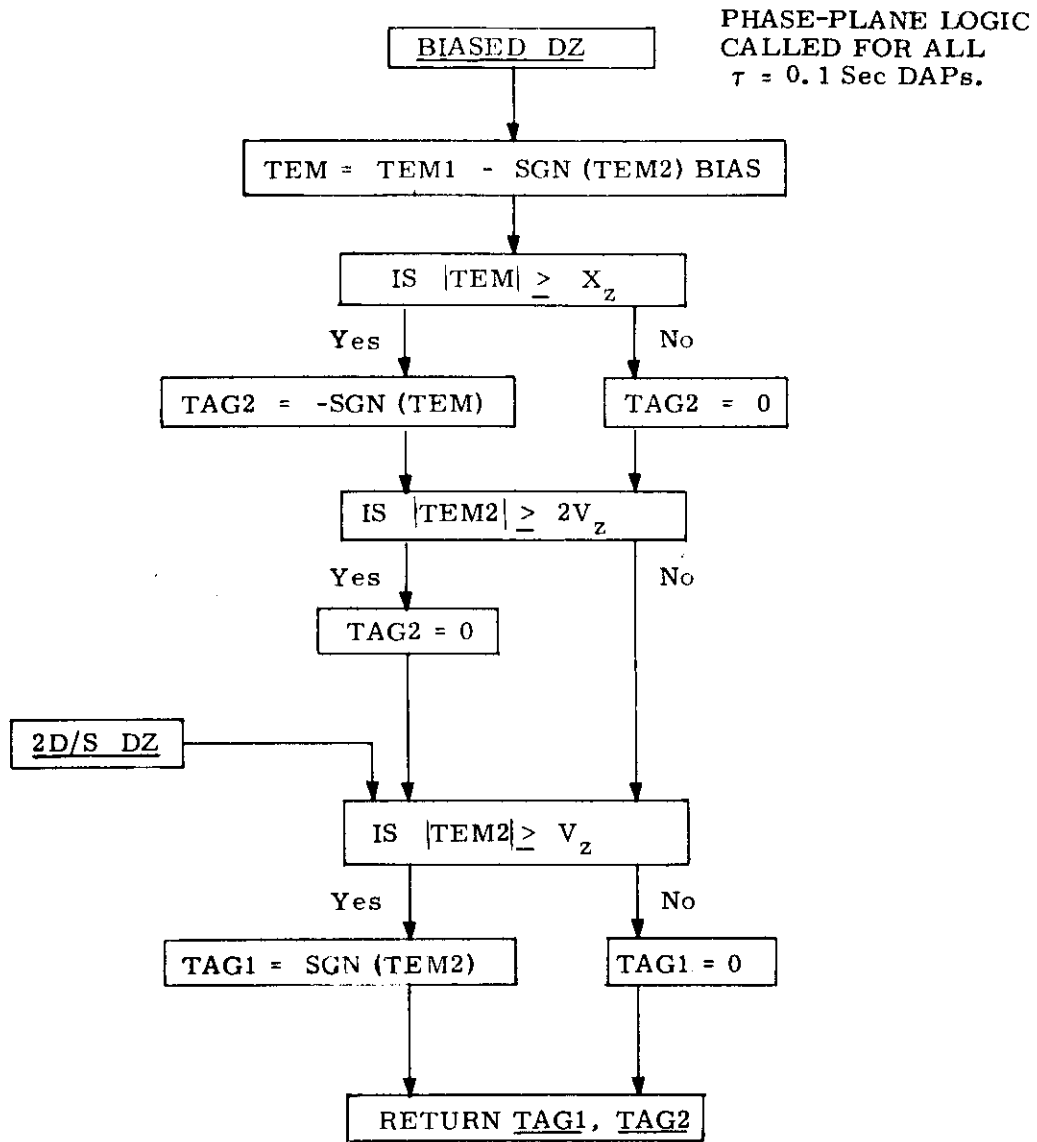 PHASE-PLANE LOGIC
CALLED FOR ALL
τ = 0.1 Sec DAPs.
BIASED DZ
TEM = TEM1 - SGN (TEM2) BIAS
IS |TEM| ≥ Xz
Yes
No
TAG2 = -SGN (TEM)
TAG2 = 0
IS |TEM2| ≥ 2Vz
Yes
No
TAG2 = 0
2D/S DZ
IS |TEM2| ≥ Vz
Yes
No
TAG1 = SGN (TEM2)
TAG1 = 0
RETURN TAG1, TAG2